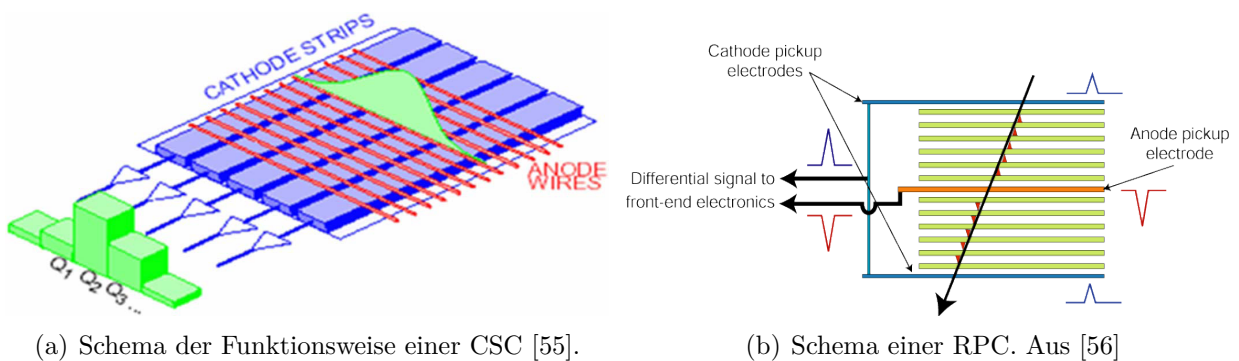 CATHODE STRIPS
ANODE
WIRES
Q1 Q2 Q3...
(a) Schema der Funktionsweise einer CSC [55].
Cathode pickup
electrodes
Anode pickup
electrode
Differential signal to
front-end electronics
(b) Schema einer RPC. Aus [56]